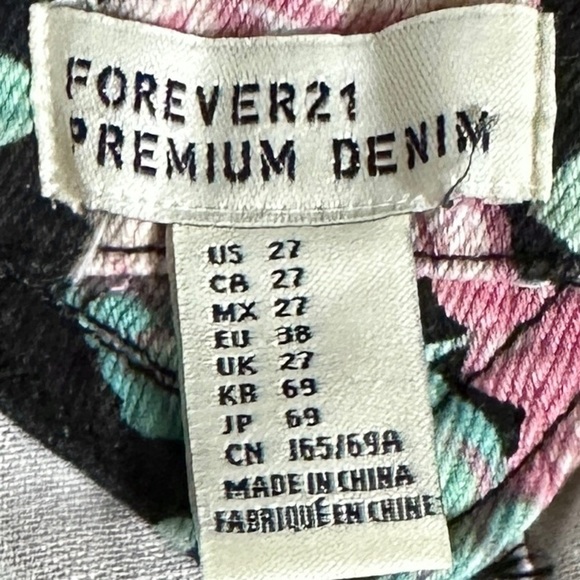 FOREVER21
PREMIUM DENIM
US 27
CA 27
MX 27
EU 38
UK 27
KR 69
JP 69
CN 165/69A
MADE IN CHINA
FABRIQUÉ EN CHINE